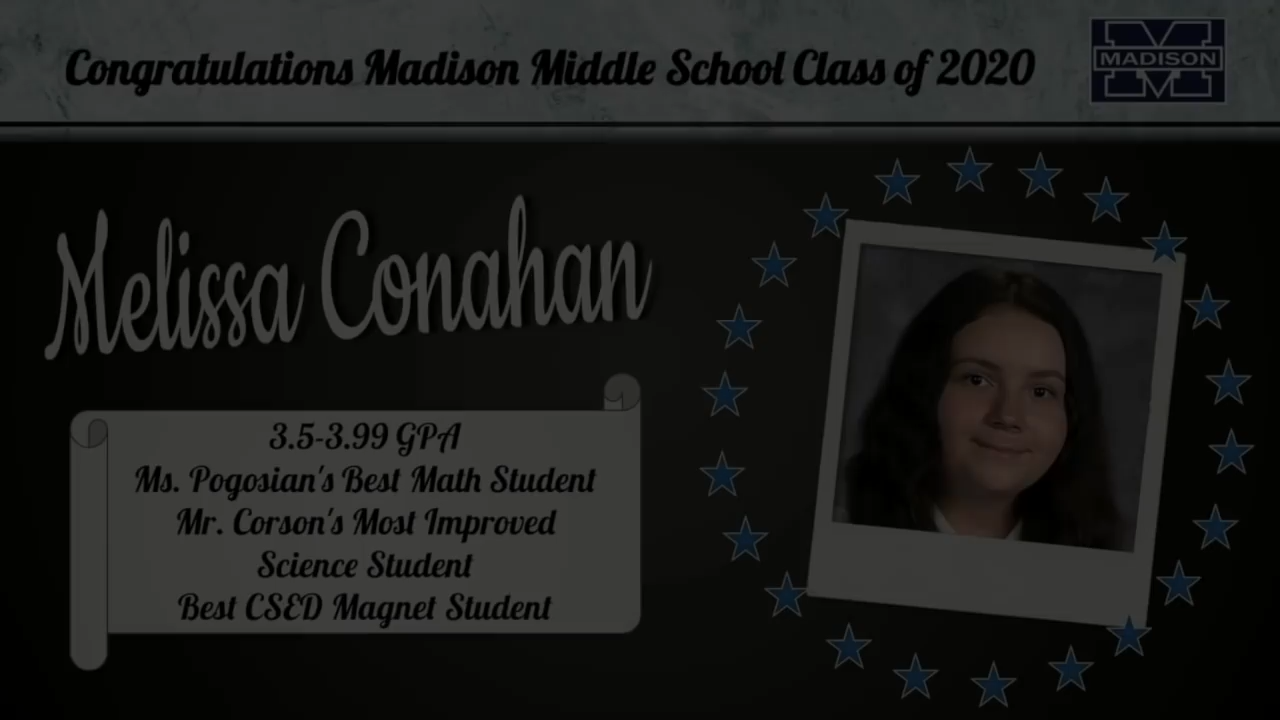 Congratulations Madison Middle School Class of 2020
MADISON
Melissa Conahan
3.5-3.99 GPA
Ms. Pogosian's Best Math Student
Mr. Corson's Most Improved
Science Student
Best CSED Magnet Student